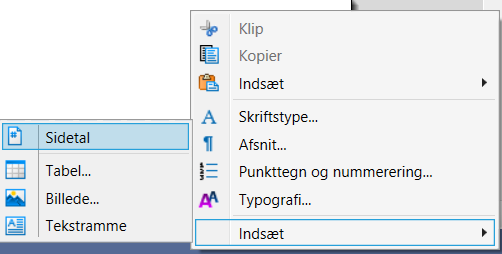 Klip
Kopier
Indsæt
Skriftstype...
Afsnit...
Punkttegn og nummerering...
Typografi...
Indsæt
Sidetal
Tabel...
Billede...
Tekstramme